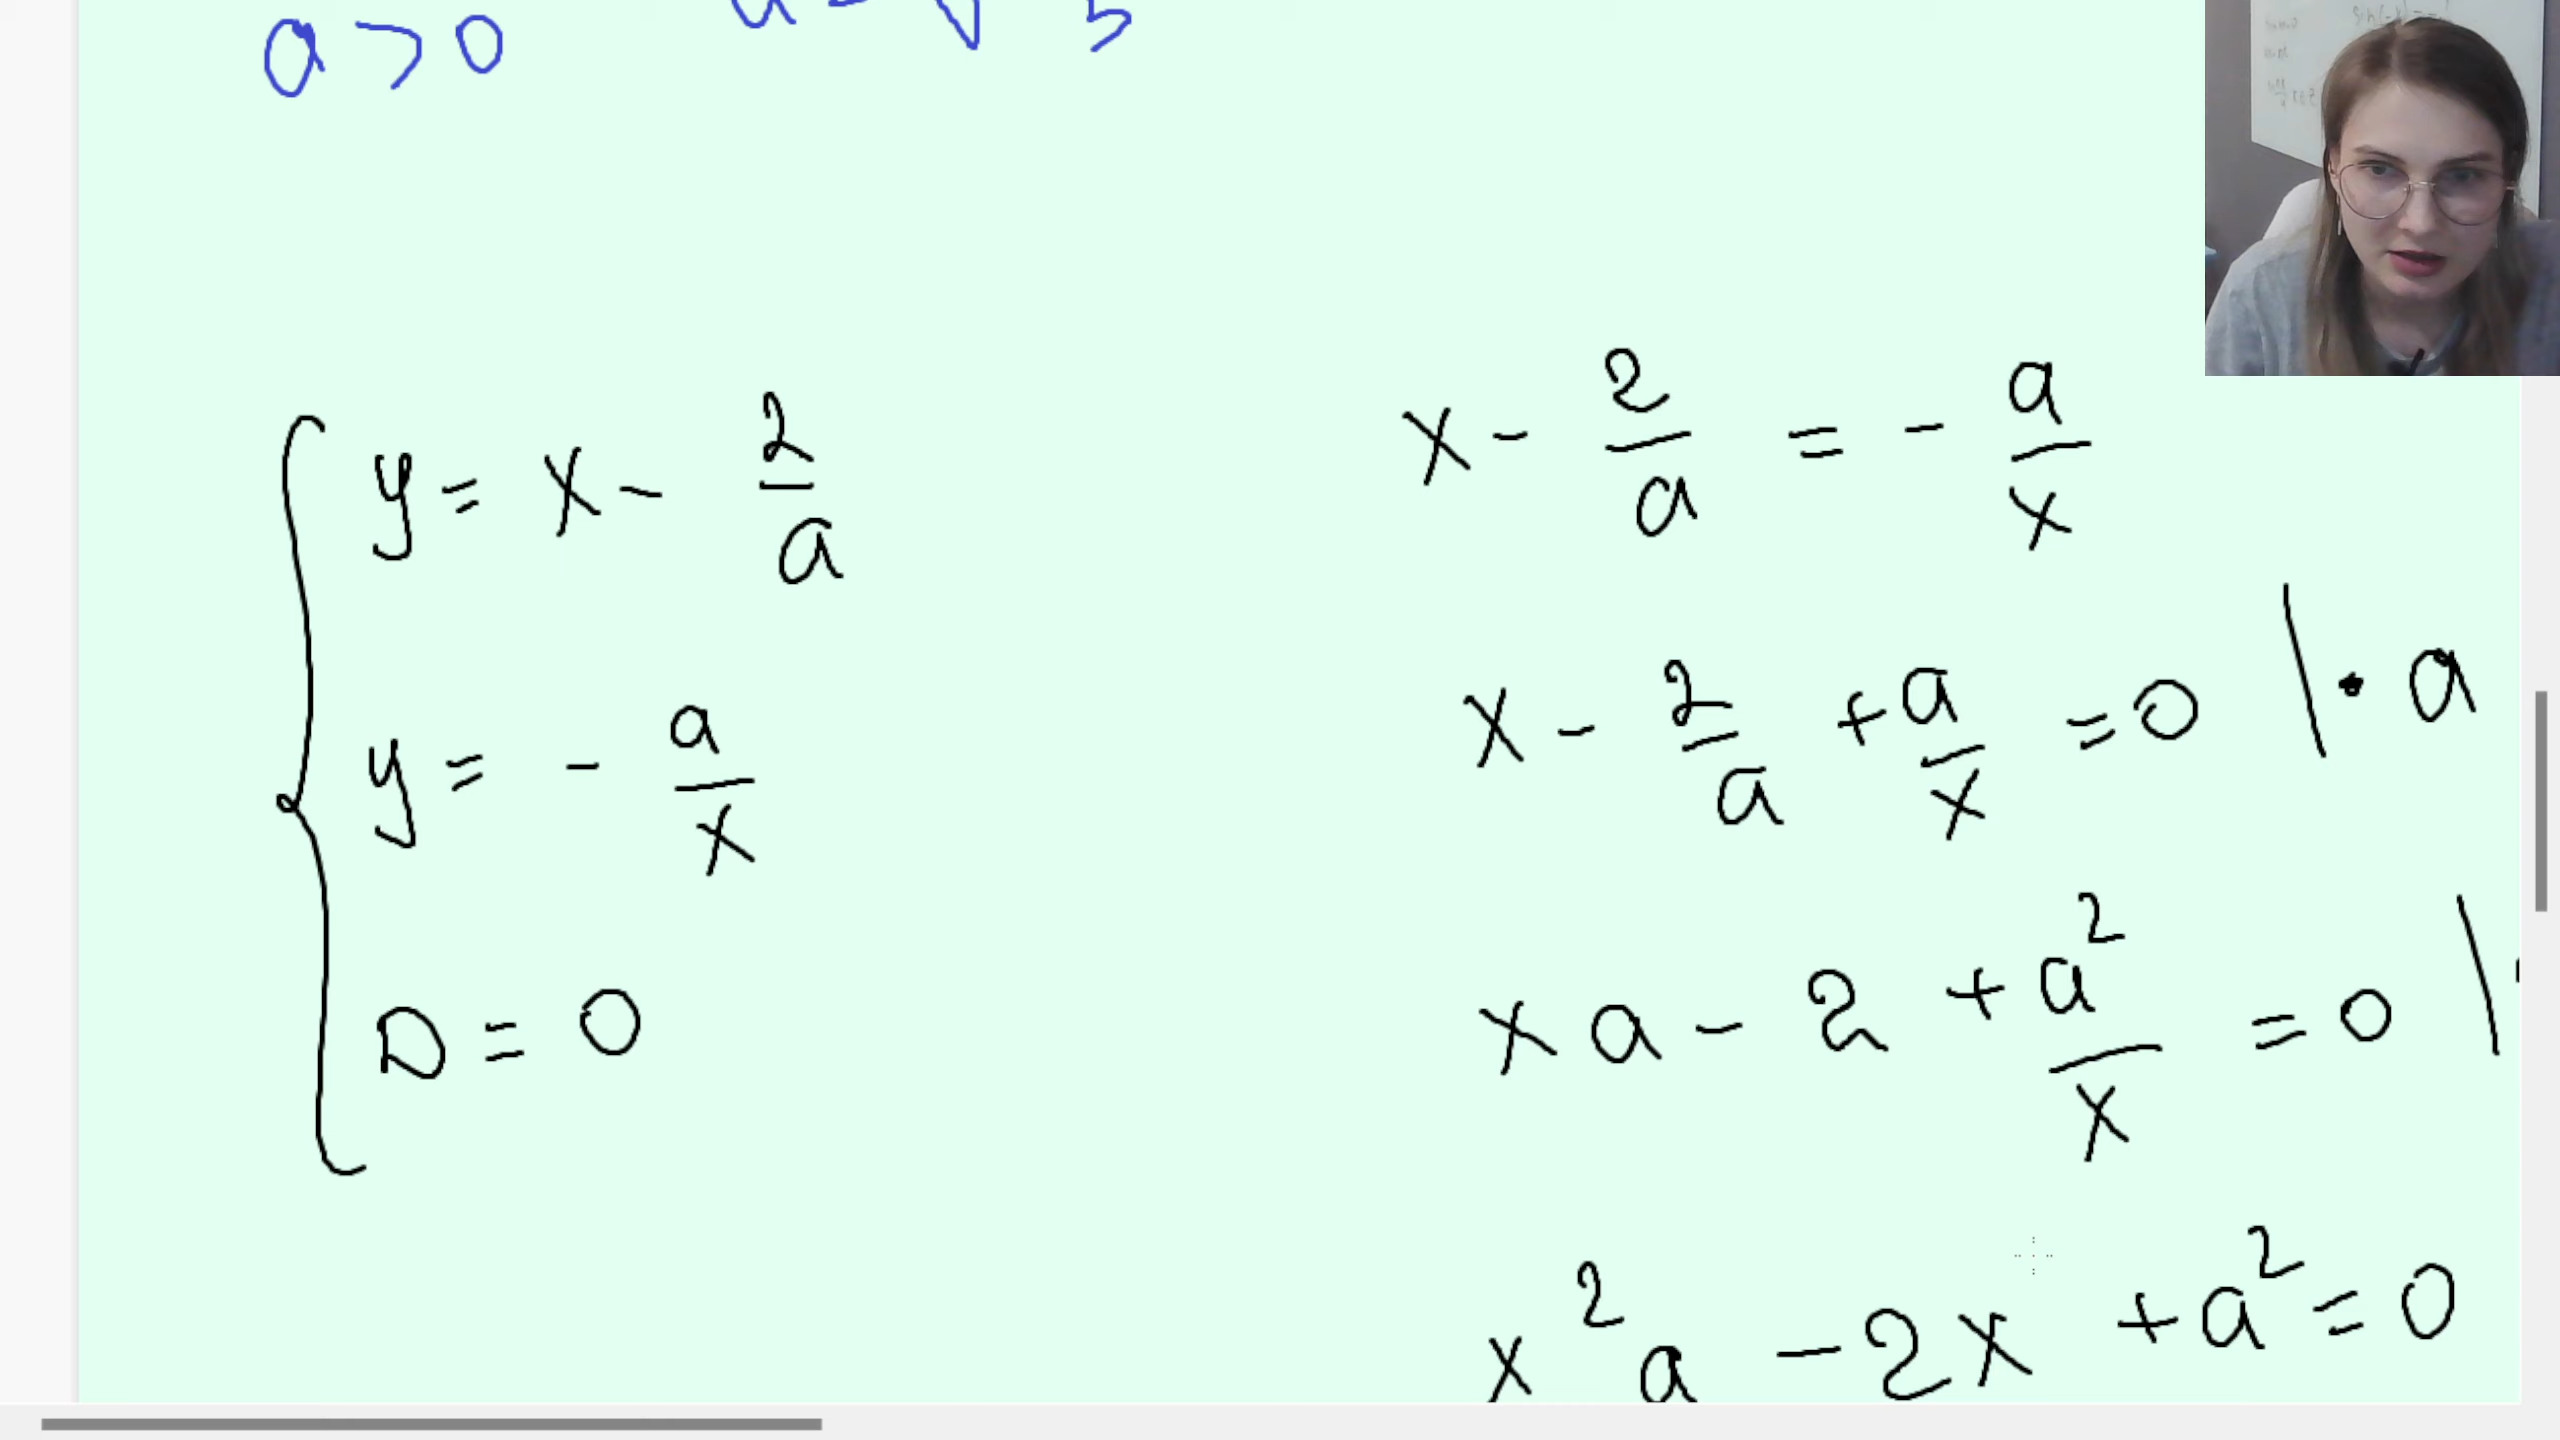 a > 0
{ y = x - 2/a
y = - a/x
D = 0
x - 2/a = - a/x
x - 2/a + a/x = 0 | · a
xa - 2 + a²/x = 0 |
x²a - 2x + a² = 0